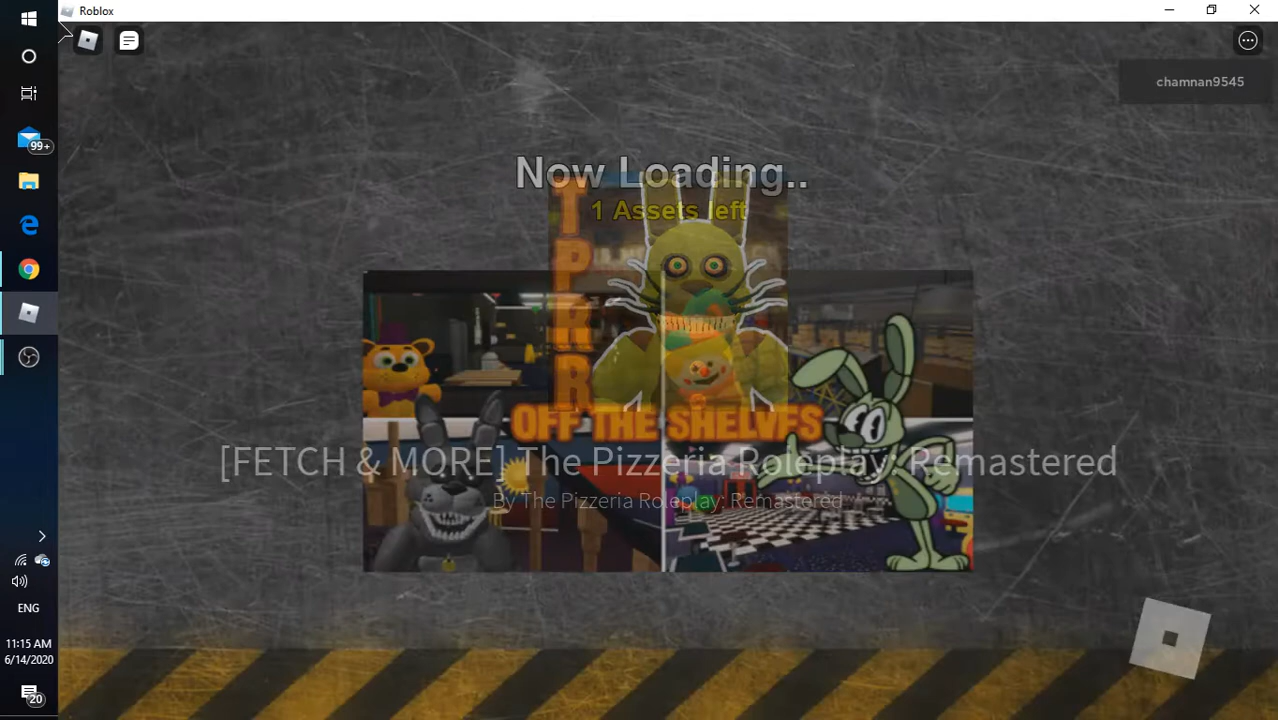 Roblox
chamnan9545
99+
Now Loading..
1 Assets left
T
P
R
R
OFF THE SHELVES
[FETCH & MORE] The Pizzeria Roleplay: Remastered
By The Pizzeria Roleplay: Remastered
ENG
11:15 AM
6/14/2020
20